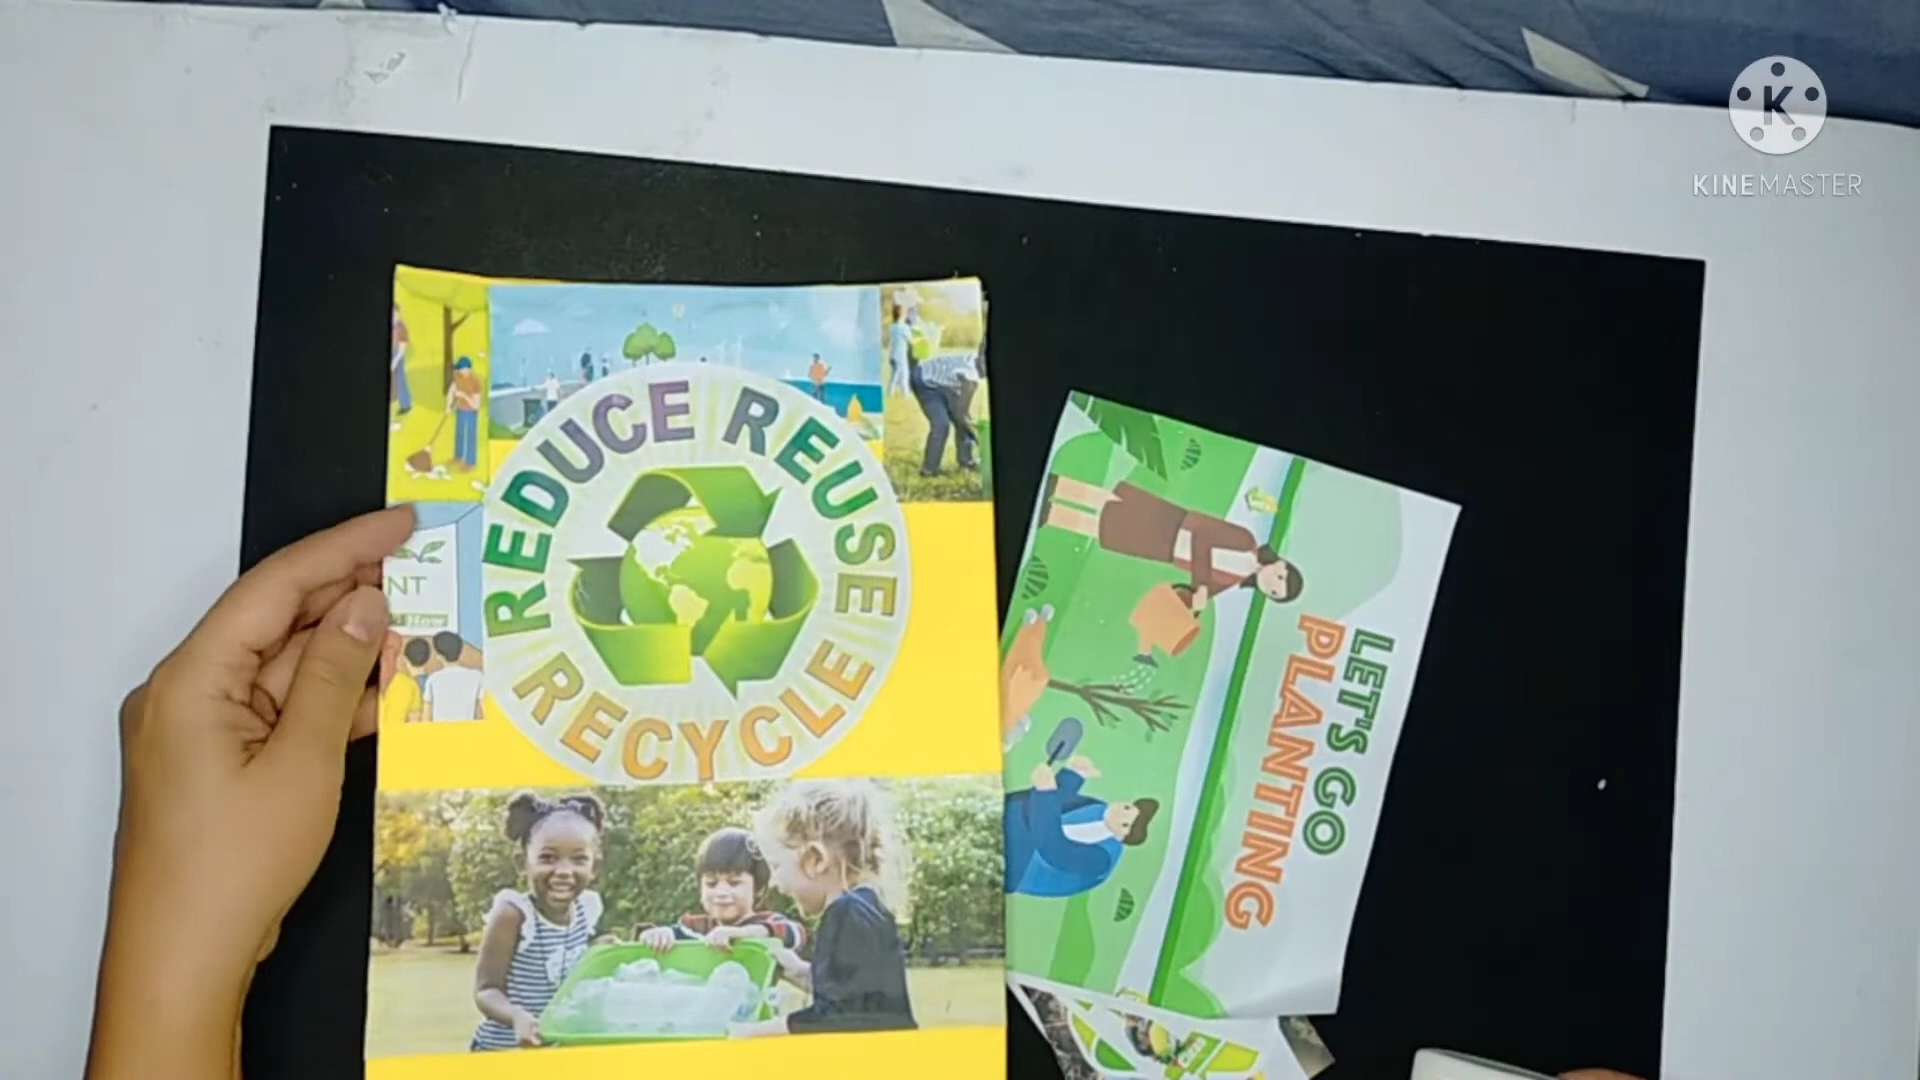 KINEMASTER
REDUCE REUSE
RECYCLE
NT
LET'S GO
PLANTING